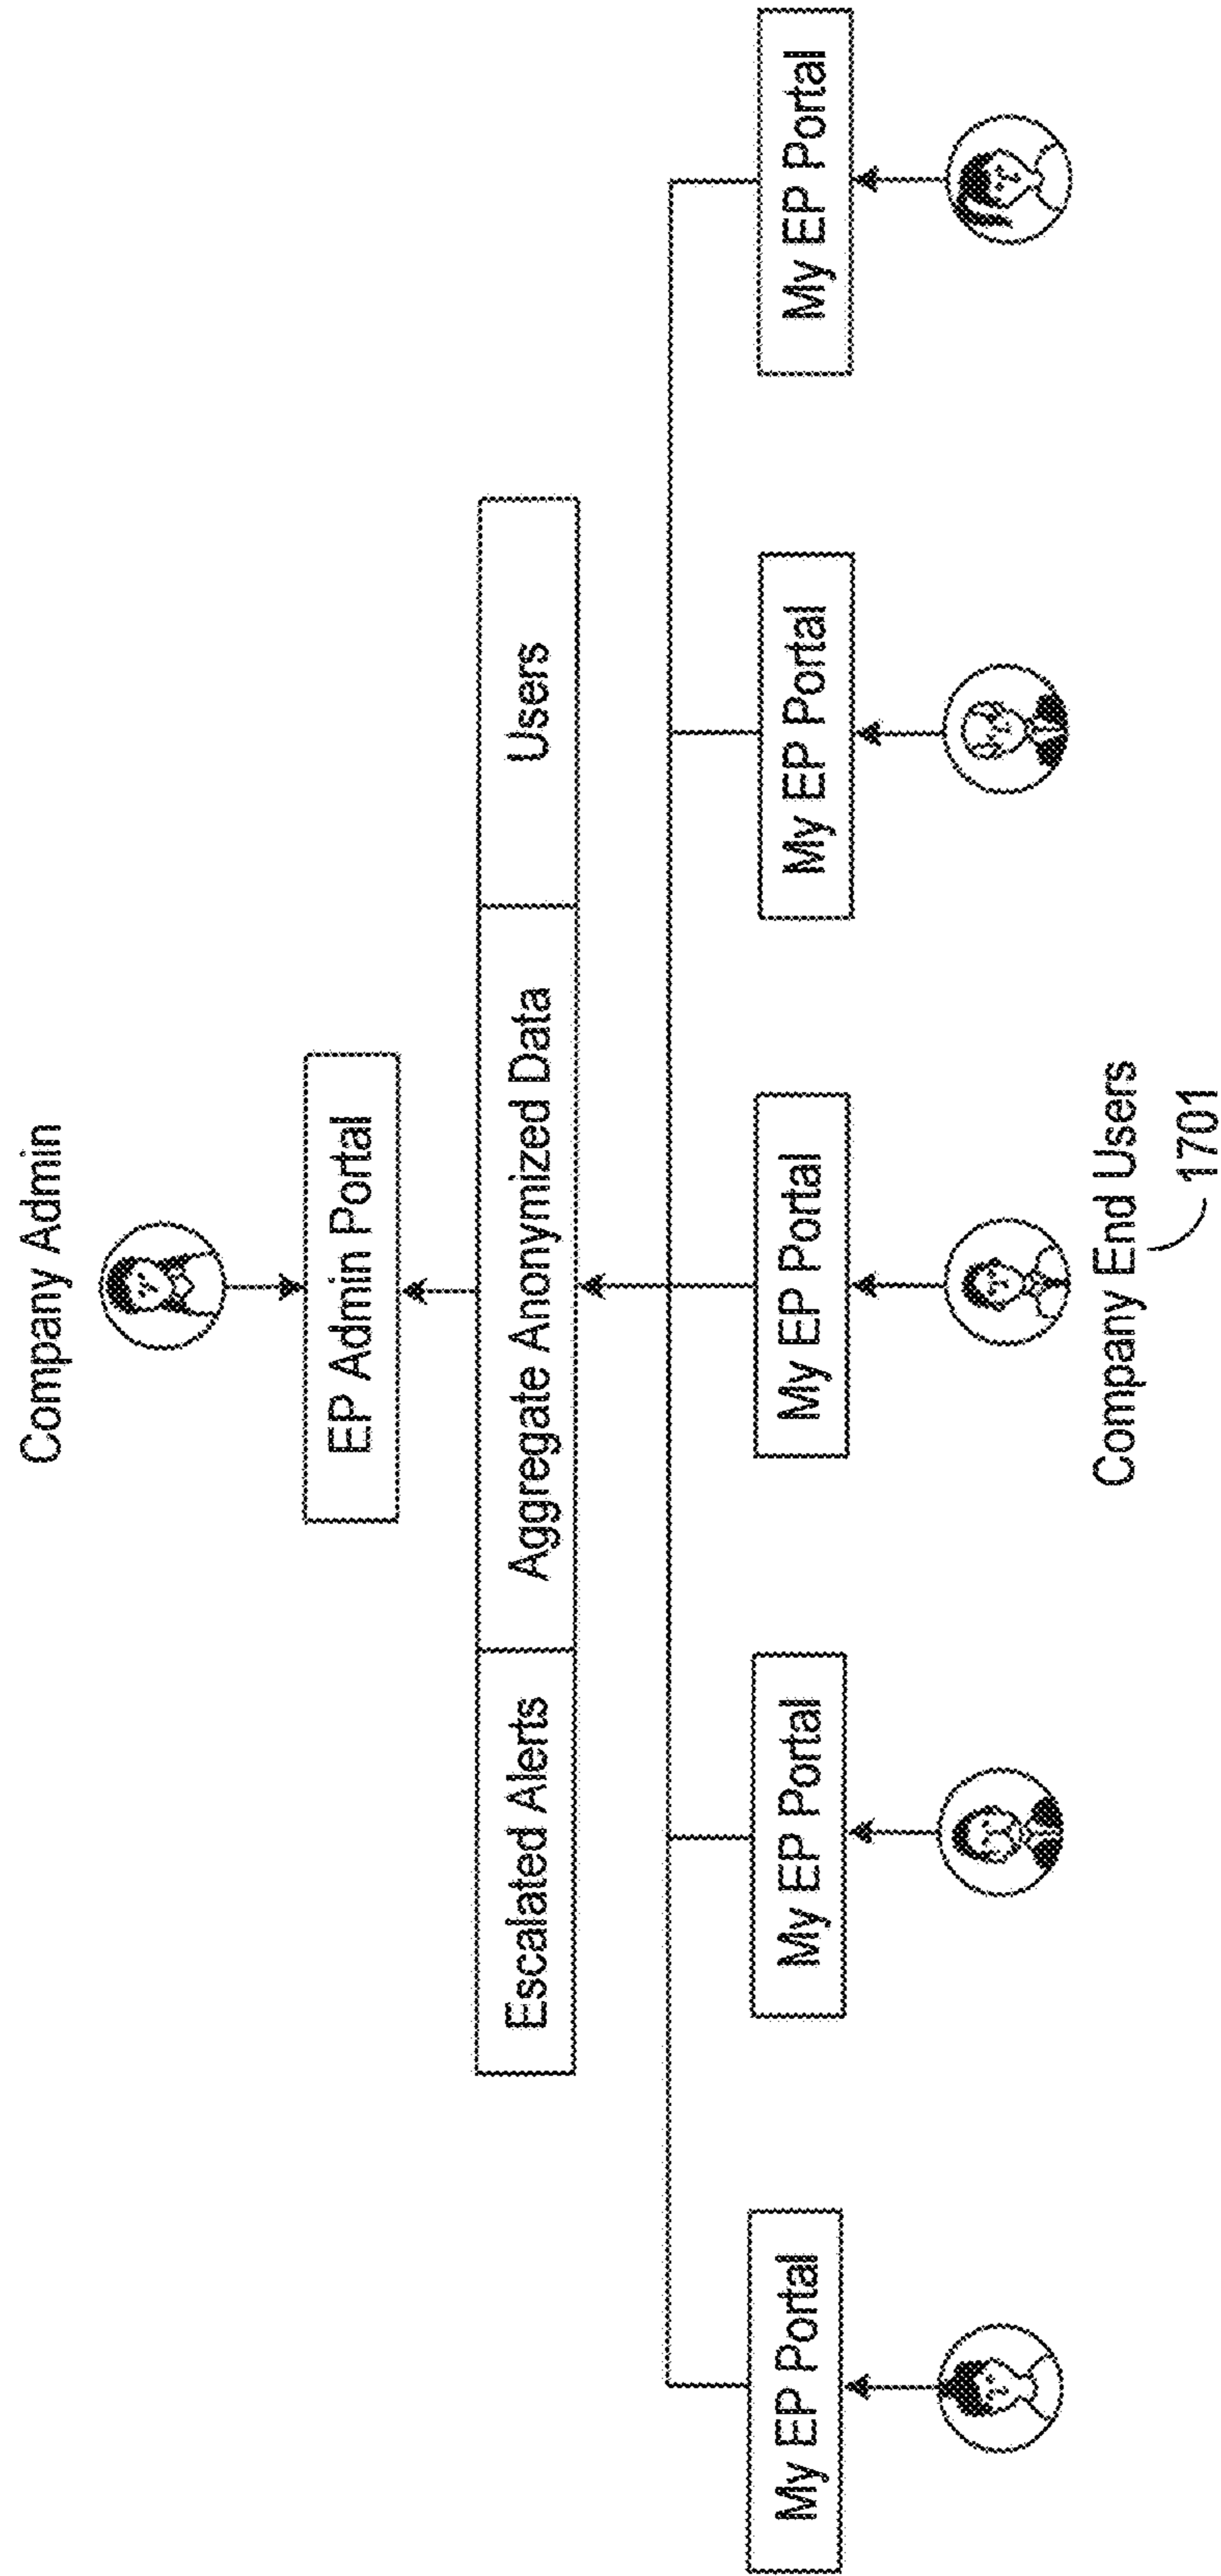 Company Admin
EP Admin Portal
Escalated Alerts
Aggregate Anonymized Data
Users
My EP Portal
My EP Portal
My EP Portal
My EP Portal
My EP Portal
Company End Users
1701